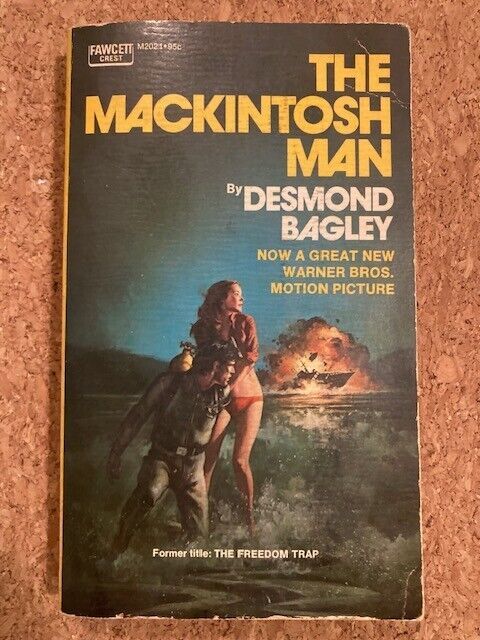 FAWCETT
CREST
M2021•95c
THE
MACKINTOSH
MAN
By DESMOND
BAGLEY
NOW A GREAT NEW
WARNER BROS.
MOTION PICTURE
Former title: THE FREEDOM TRAP